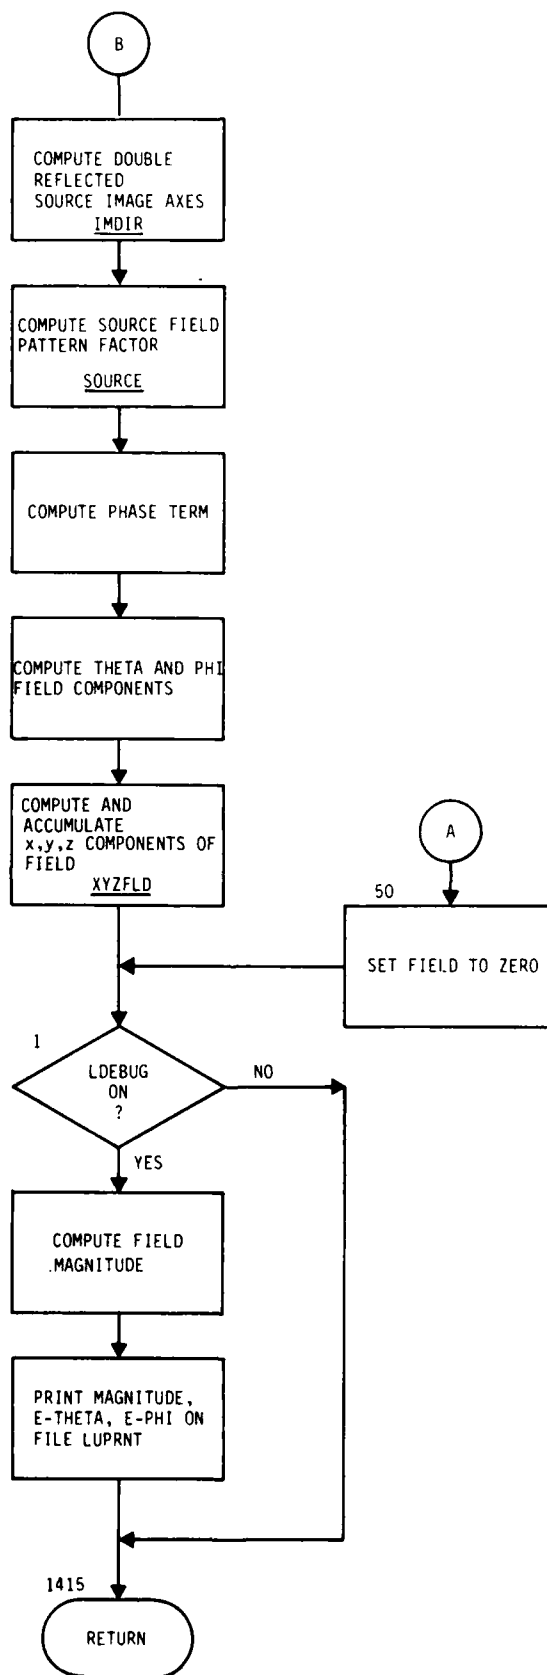 B
COMPUTE DOUBLE
REFLECTED
SOURCE IMAGE AXES
IMDIR
COMPUTE SOURCE FIELD
PATTERN FACTOR
SOURCE
COMPUTE PHASE TERM
COMPUTE THETA AND PHI
FIELD COMPONENTS
COMPUTE AND
ACCUMULATE
x,y,z COMPONENTS OF
FIELD
XYZFLD
A
50
SET FIELD TO ZERO
1
LDEBUG
ON
?
NO
YES
COMPUTE FIELD
MAGNITUDE
PRINT MAGNITUDE,
E-THETA, E-PHI ON
FILE LUPRNT
1415
RETURN